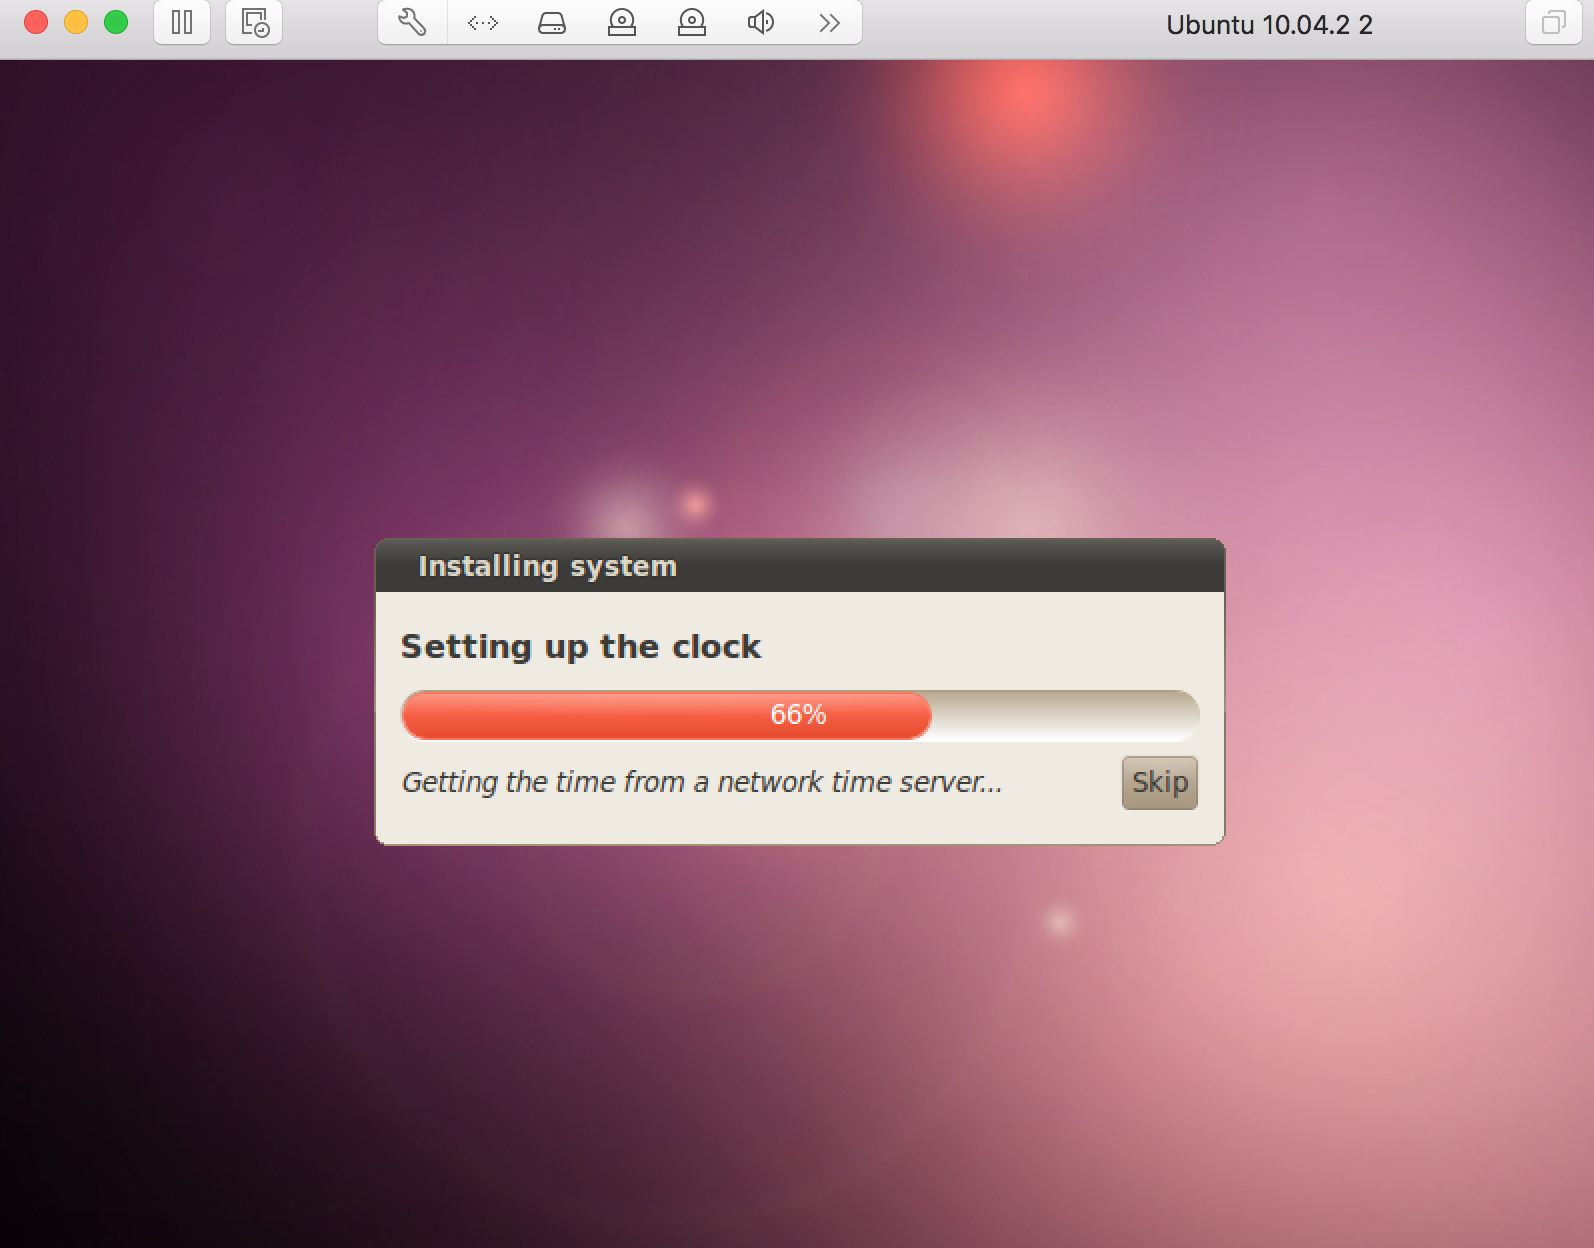 Ubuntu 10.04.2 2
Installing system
Setting up the clock
66%
Getting the time from a network time server...
Skip